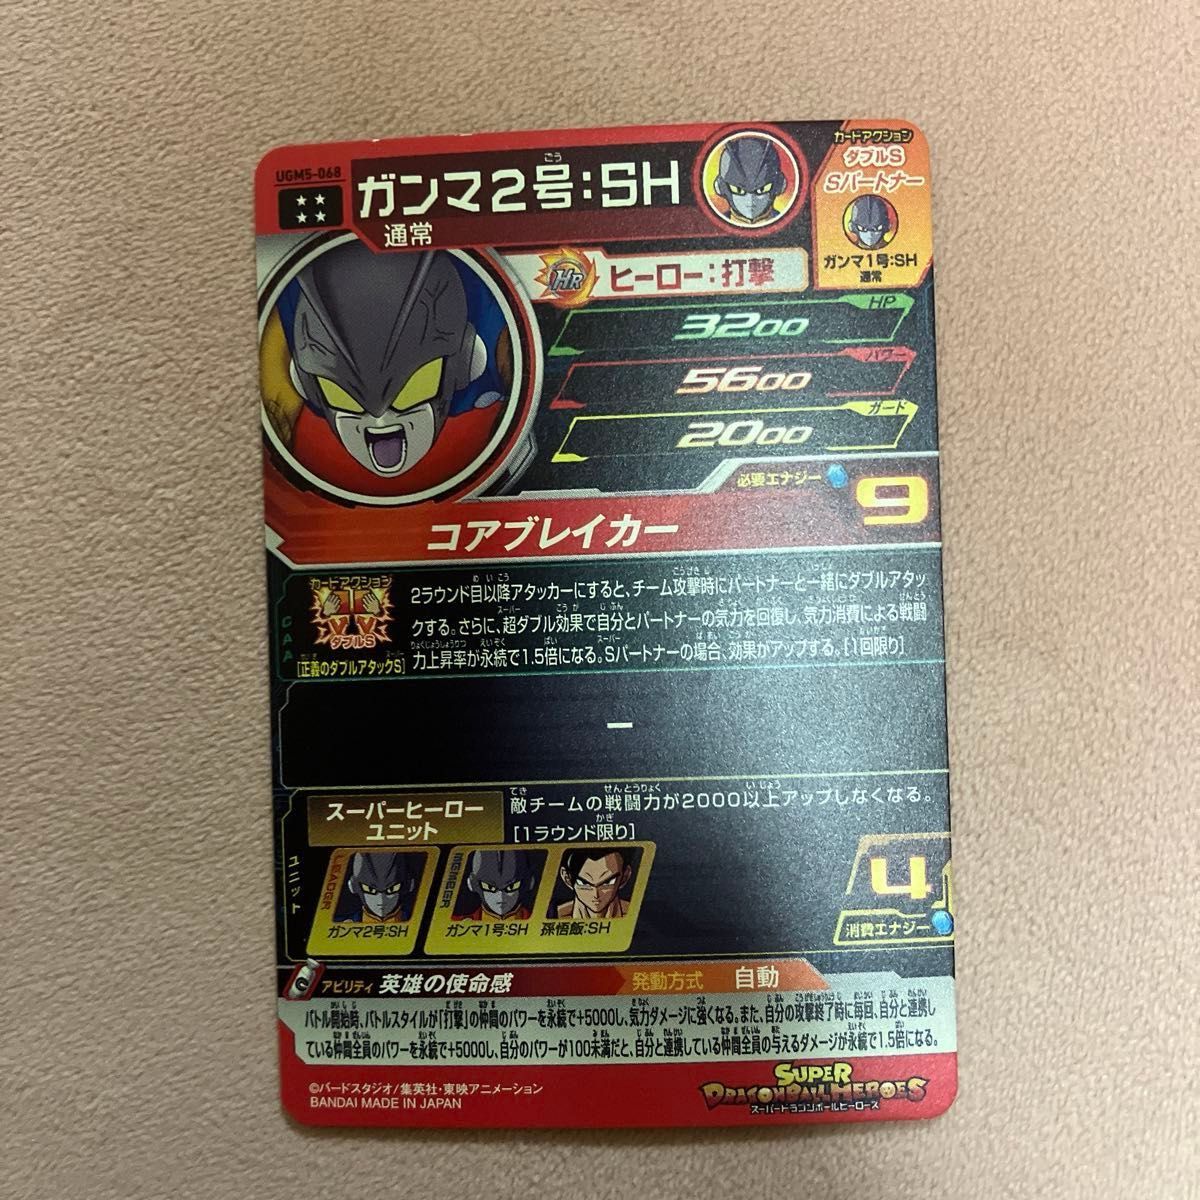 UGM5-068
★★
★★
ガンマ2号:SH
ごう
通常
カードアクション
ダブルS
Sパートナー
ガンマ1号:SH
通常
HR
ヒーロー:打撃
HP
3200
パワー
5600
ガード
2000
必要エナジー
9
コアブレイカー
CAA
カードアクション
ダブルS
[正義のダブルアタックS]
2ラウンド目以降アタッカーにすると、チーム攻撃時にパートナーと一緒にダブルアタッ
クする。さらに、超ダブル効果で自分とパートナーの気力を回復し、気力消費による戦闘
力上昇率が永続で1.5倍になる。Sパートナーの場合、効果がアップする。[1回限り]
ー
ユニット
スーパーヒーロー
ユニット
敵チームの戦闘力が2000以上アップしなくなる。
[1ラウンド限り]
LEADER
ガンマ2号:SH
MEMBER
ガンマ1号:SH
孫悟飯:SH
4
消費エナジー
アビリティ 英雄の使命感
発動方式 自動
バトル開始時、バトルスタイルが「打撃」の仲間のパワーを永続で+5000し、気力ダメージに強くなる。また、自分の攻撃終了時に毎回、自分と連携し
ている仲間全員のパワーを永続で+5000し、自分のパワーが100未満だと、自分と連携している仲間全員の与えるダメージが永続で1.5倍になる。
©バードスタジオ/集英社・東映アニメーション
BANDAI MADE IN JAPAN
SUPER
DRAGONBALL HEROES
スーパードラゴンボールヒーローズ